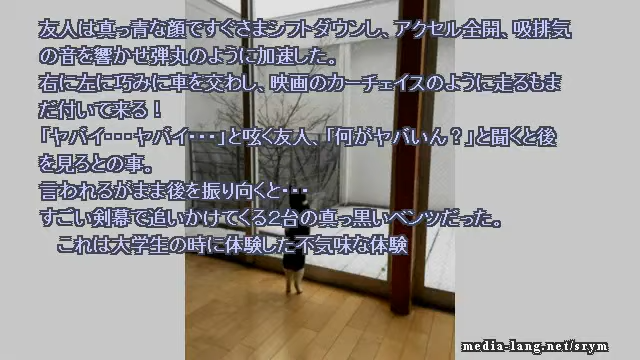 友人は真っ青な顔ですぐさまシフトダウンし、アクセル全開、吸排気
の音を響かせ弾丸のように加速した。
右に左に巧みに車を交わし、映画のカーチェイスのように走るもま
だ付いて来る！
「ヤバイ・・・ヤバイ・・・」と呟く友人、「何がヤバいん？」と聞くと後
を見ろとの事。
言われるがまま後を振り向くと・・・
すごい剣幕で追いかけてくる２台の真っ黒いベンツだった。
　これは大学生の時に体験した不気味な体験
media-lang.net/srym